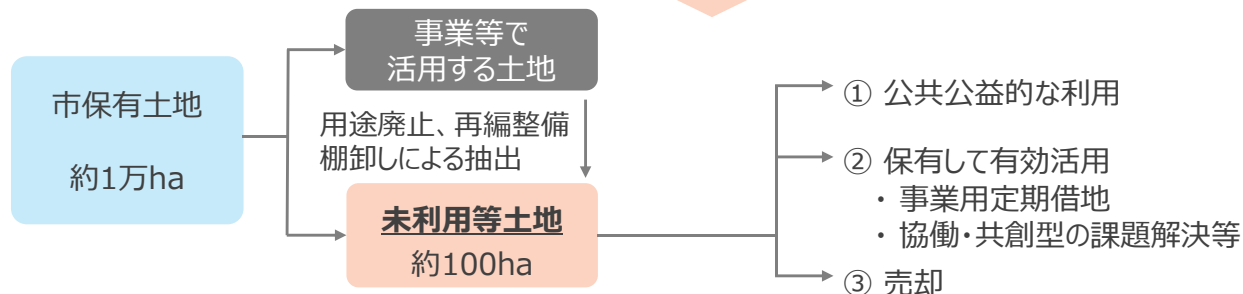 事業等で
活用する土地
市保有土地
約1万ha
用途廃止、再編整備
棚卸しによる抽出
未利用等土地
約100ha
① 公共公益的な利用
② 保有して有効活用
・ 事業用定期借地
・ 協働・共創型の課題解決等
③ 売却